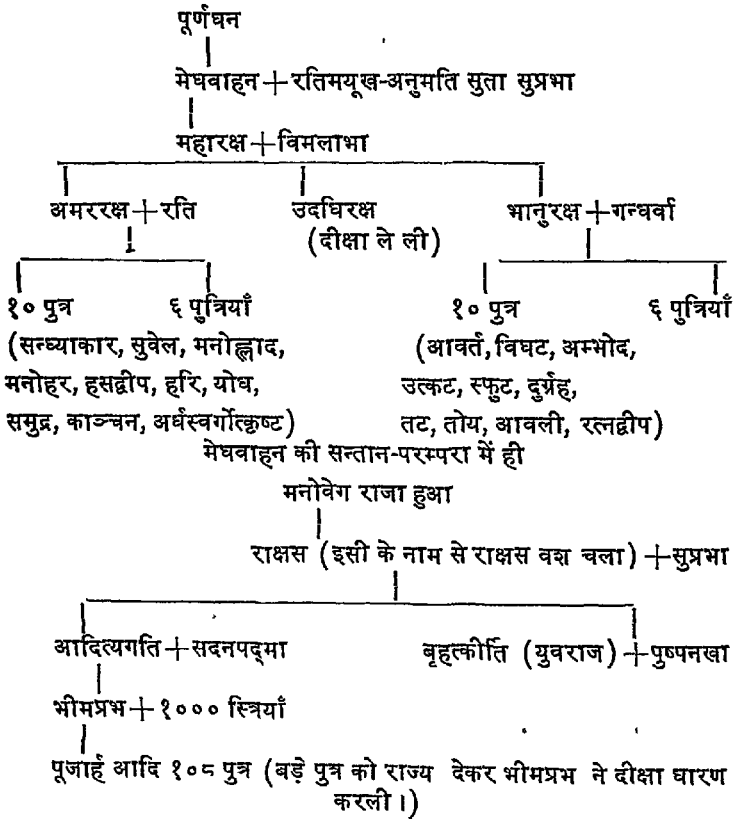 पूर्णघन
मेघवाहन+रतिमयूख-अनुमति सुता सुप्रभा
महारक्ष+विमलाभा
अमररक्ष+रति उदधिरक्ष भानुरक्ष+गन्धर्वा
(दीक्षा ले ली)
१० पुत्र ६ पुत्रियाँ १० पुत्र ६ पुत्रियाँ
(सन्ध्याकार, सुवेल, मनोह्लाद, (आवर्त, विघट, अम्भोद,
मनोहर, हसद्वीप, हरि, योध, उत्कट, स्फुट, दुर्ग्रह,
समुद्र, काञ्चन, अर्धस्वर्गोत्कृष्ट) तट, तोय, आवली, रत्नद्वीप)
मेघवाहन की सन्तान-परम्परा में ही
मनोवेग राजा हुआ
राक्षस (इसी के नाम से राक्षस वश चला)+सुप्रभा
आदित्यगति+सदनपद्मा बृहत्कीर्ति (युवराज)+पुष्पनखा
भीमप्रभ+१००० स्त्रियाँ
पूजार्ह आदि १०८ पुत्र (बड़े पुत्र को राज्य देकर भीमप्रभ ने दीक्षा धारण
करली।)